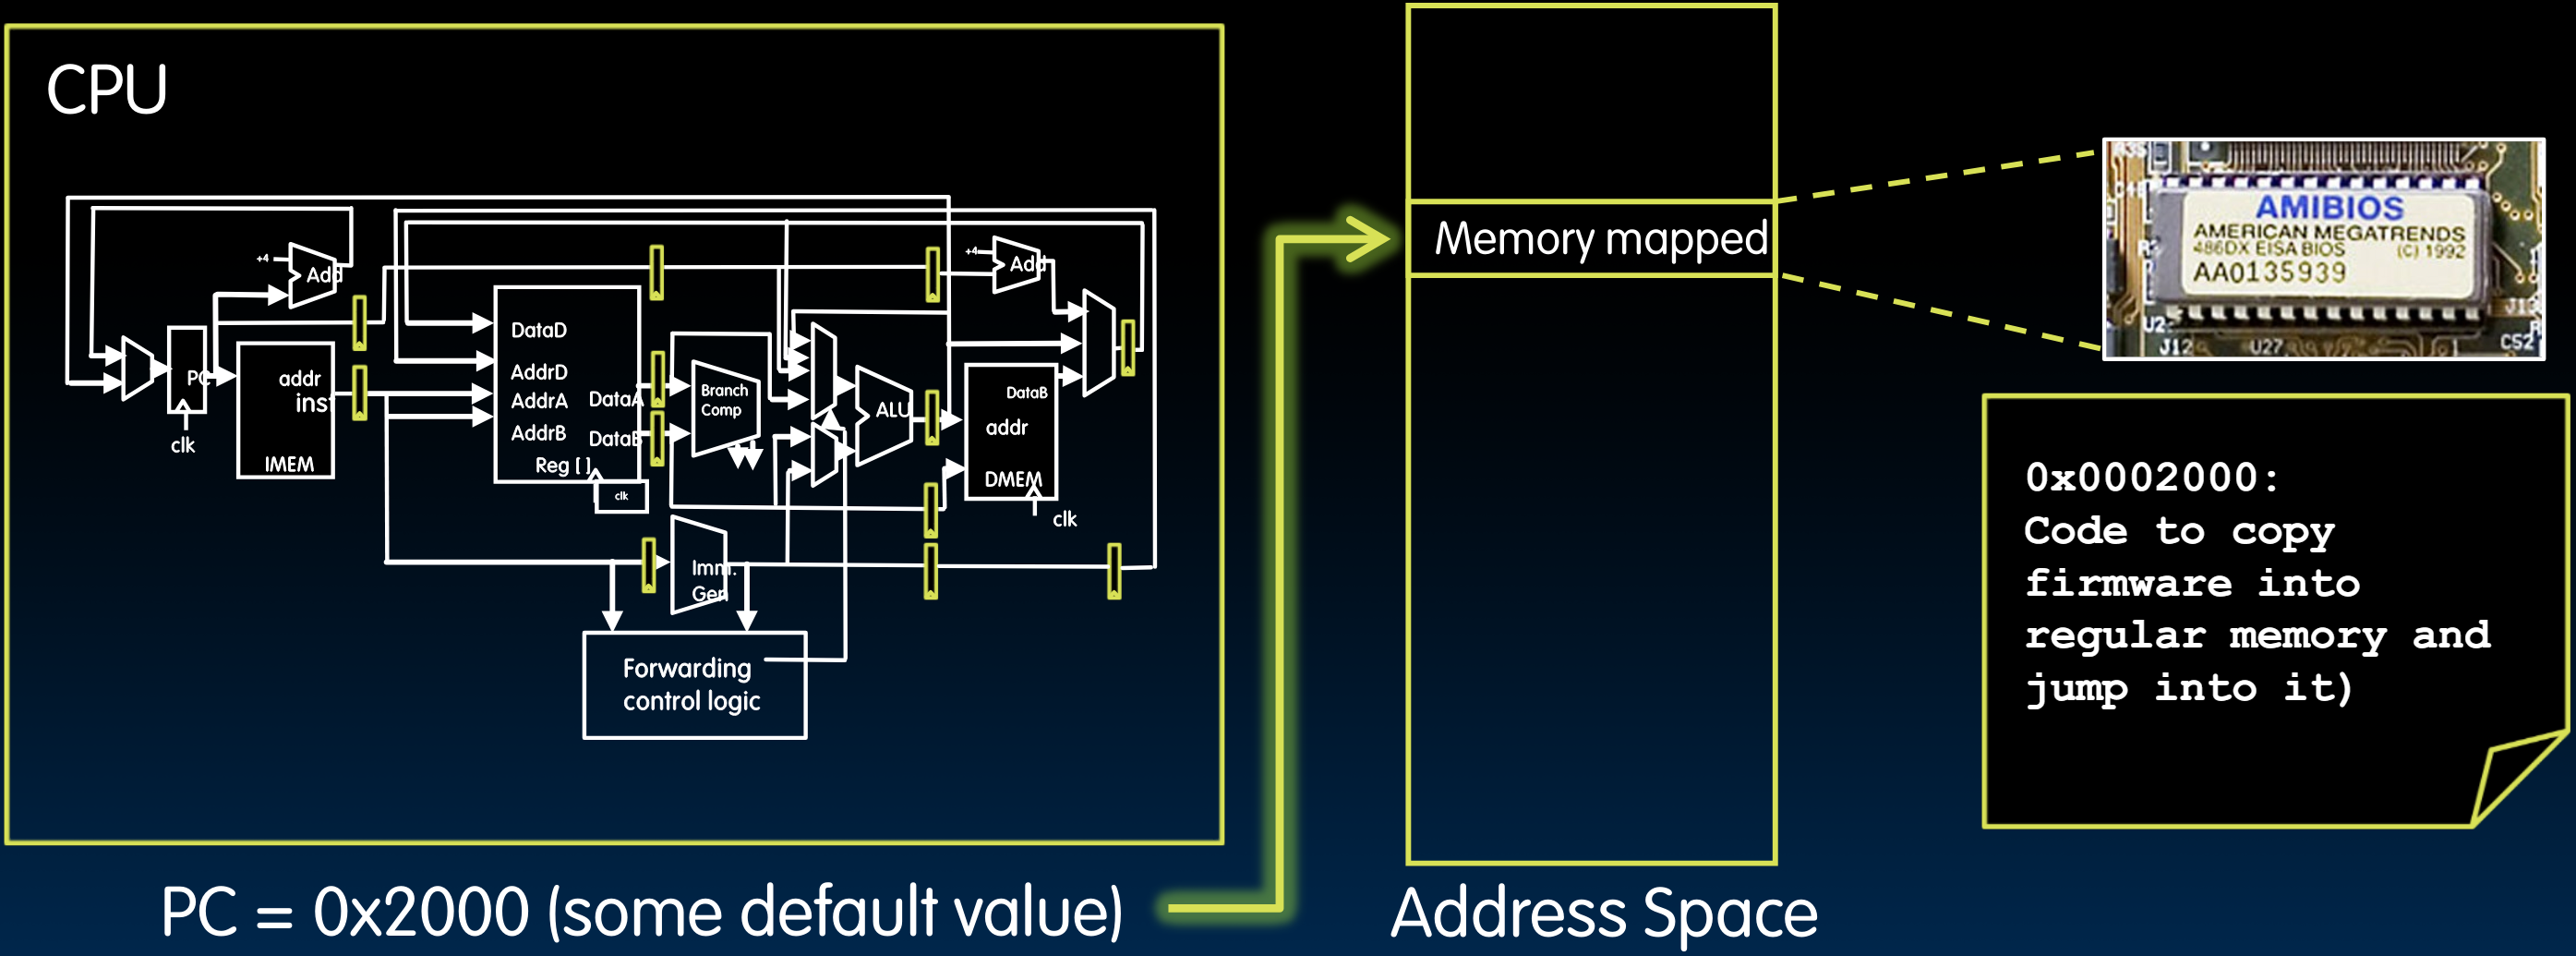 CPU
+4
Add
PC
clk
addr
inst
IMEM
DataD
AddrD
AddrA
AddrB
DataA
DataB
Reg [ ]
clk
Branch
Comp
ALU
+4
Add
DataB
addr
DMEM
clk
Imm.
Gen
Forwarding
control logic
PC = 0x2000 (some default value)
Memory mapped
Address Space
AMIBIOS
AMERICAN MEGATRENDS
486DX EISA BIOS (C) 1992
AA0135939
J12
U27
C52
0x0002000:
Code to copy
firmware into
regular memory and
jump into it)